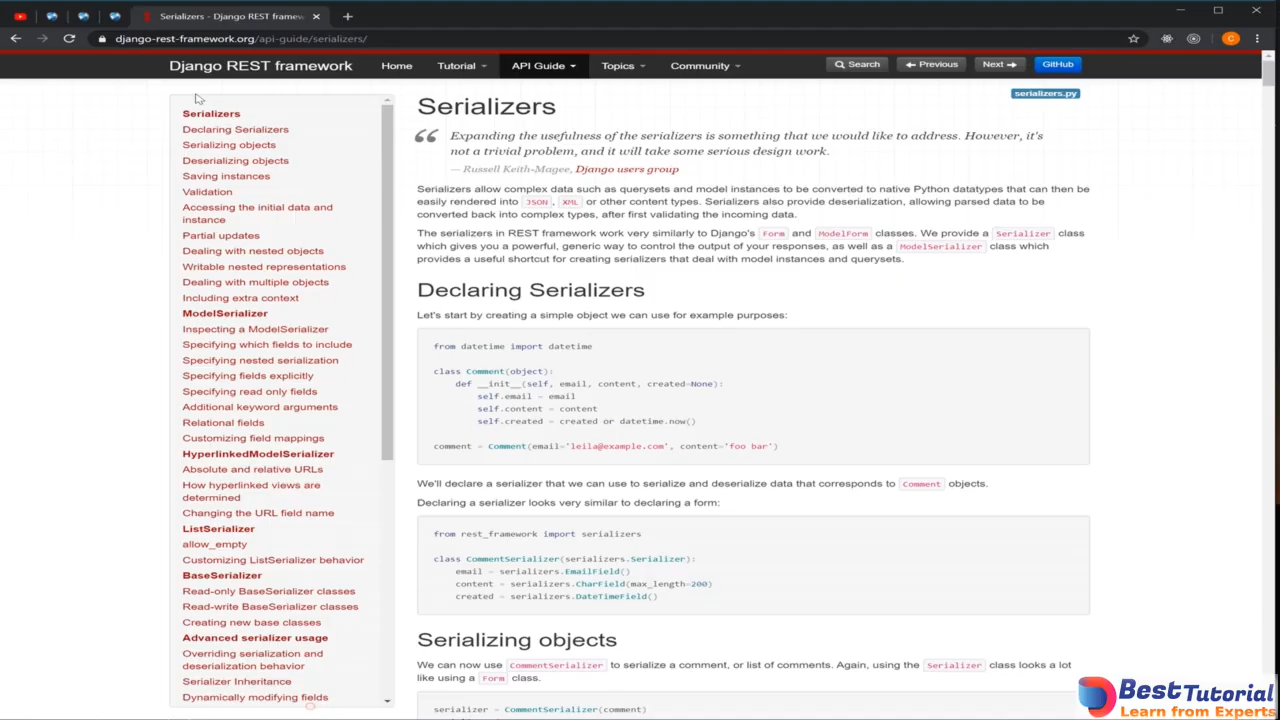 Serializers - Django REST framew
django-rest-framework.org/api-guide/serializers/
C
Django REST framework Home Tutorial API Guide Topics Community Search Previous Next GitHub
Serializers
Declaring Serializers
Serializing objects
Deserializing objects
Saving instances
Validation
Accessing the initial data and
instance
Partial updates
Dealing with nested objects
Writable nested representations
Dealing with multiple objects
Including extra context
ModelSerializer
Inspecting a ModelSerializer
Specifying which fields to include
Specifying nested serialization
Specifying fields explicitly
Specifying read only fields
Additional keyword arguments
Relational fields
Customizing field mappings
HyperlinkedModelSerializer
Absolute and relative URLs
How hyperlinked views are
determined
Changing the URL field name
ListSerializer
allow_empty
Customizing ListSerializer behavior
BaseSerializer
Read-only BaseSerializer classes
Read-write BaseSerializer classes
Creating new base classes
Advanced serializer usage
Overriding serialization and
deserialization behavior
Serializer Inheritance
Dynamically modifying fields
serializers.py
Serializers
“ Expanding the usefulness of the serializers is something that we would like to address. However, it's
not a trivial problem, and it will take some serious design work.
— Russell Keith-Magee, Django users group
Serializers allow complex data such as querysets and model instances to be converted to native Python datatypes that can then be
easily rendered into JSON, XML or other content types. Serializers also provide deserialization, allowing parsed data to be
converted back into complex types, after first validating the incoming data.
The serializers in REST framework work very similarly to Django's Form and ModelForm classes. We provide a Serializer class
which gives you a powerful, generic way to control the output of your responses, as well as a ModelSerializer class which
provides a useful shortcut for creating serializers that deal with model instances and querysets.
Declaring Serializers
Let's start by creating a simple object we can use for example purposes:
from datetime import datetime
class Comment(object):
def __init__(self, email, content, created=None):
self.email = email
self.content = content
self.created = created or datetime.now()
comment = Comment(email='leila@example.com', content='foo bar')
We'll declare a serializer that we can use to serialize and deserialize data that corresponds to Comment objects.
Declaring a serializer looks very similar to declaring a form:
from rest_framework import serializers
class CommentSerializer(serializers.Serializer):
email = serializers.EmailField()
content = serializers.CharField(max_length=200)
created = serializers.DateTimeField()
Serializing objects
We can now use CommentSerializer to serialize a comment, or list of comments. Again, using the Serializer class looks a lot
like using a Form class.
serializer = CommentSerializer(comment)
BestTutorial
Learn from Experts